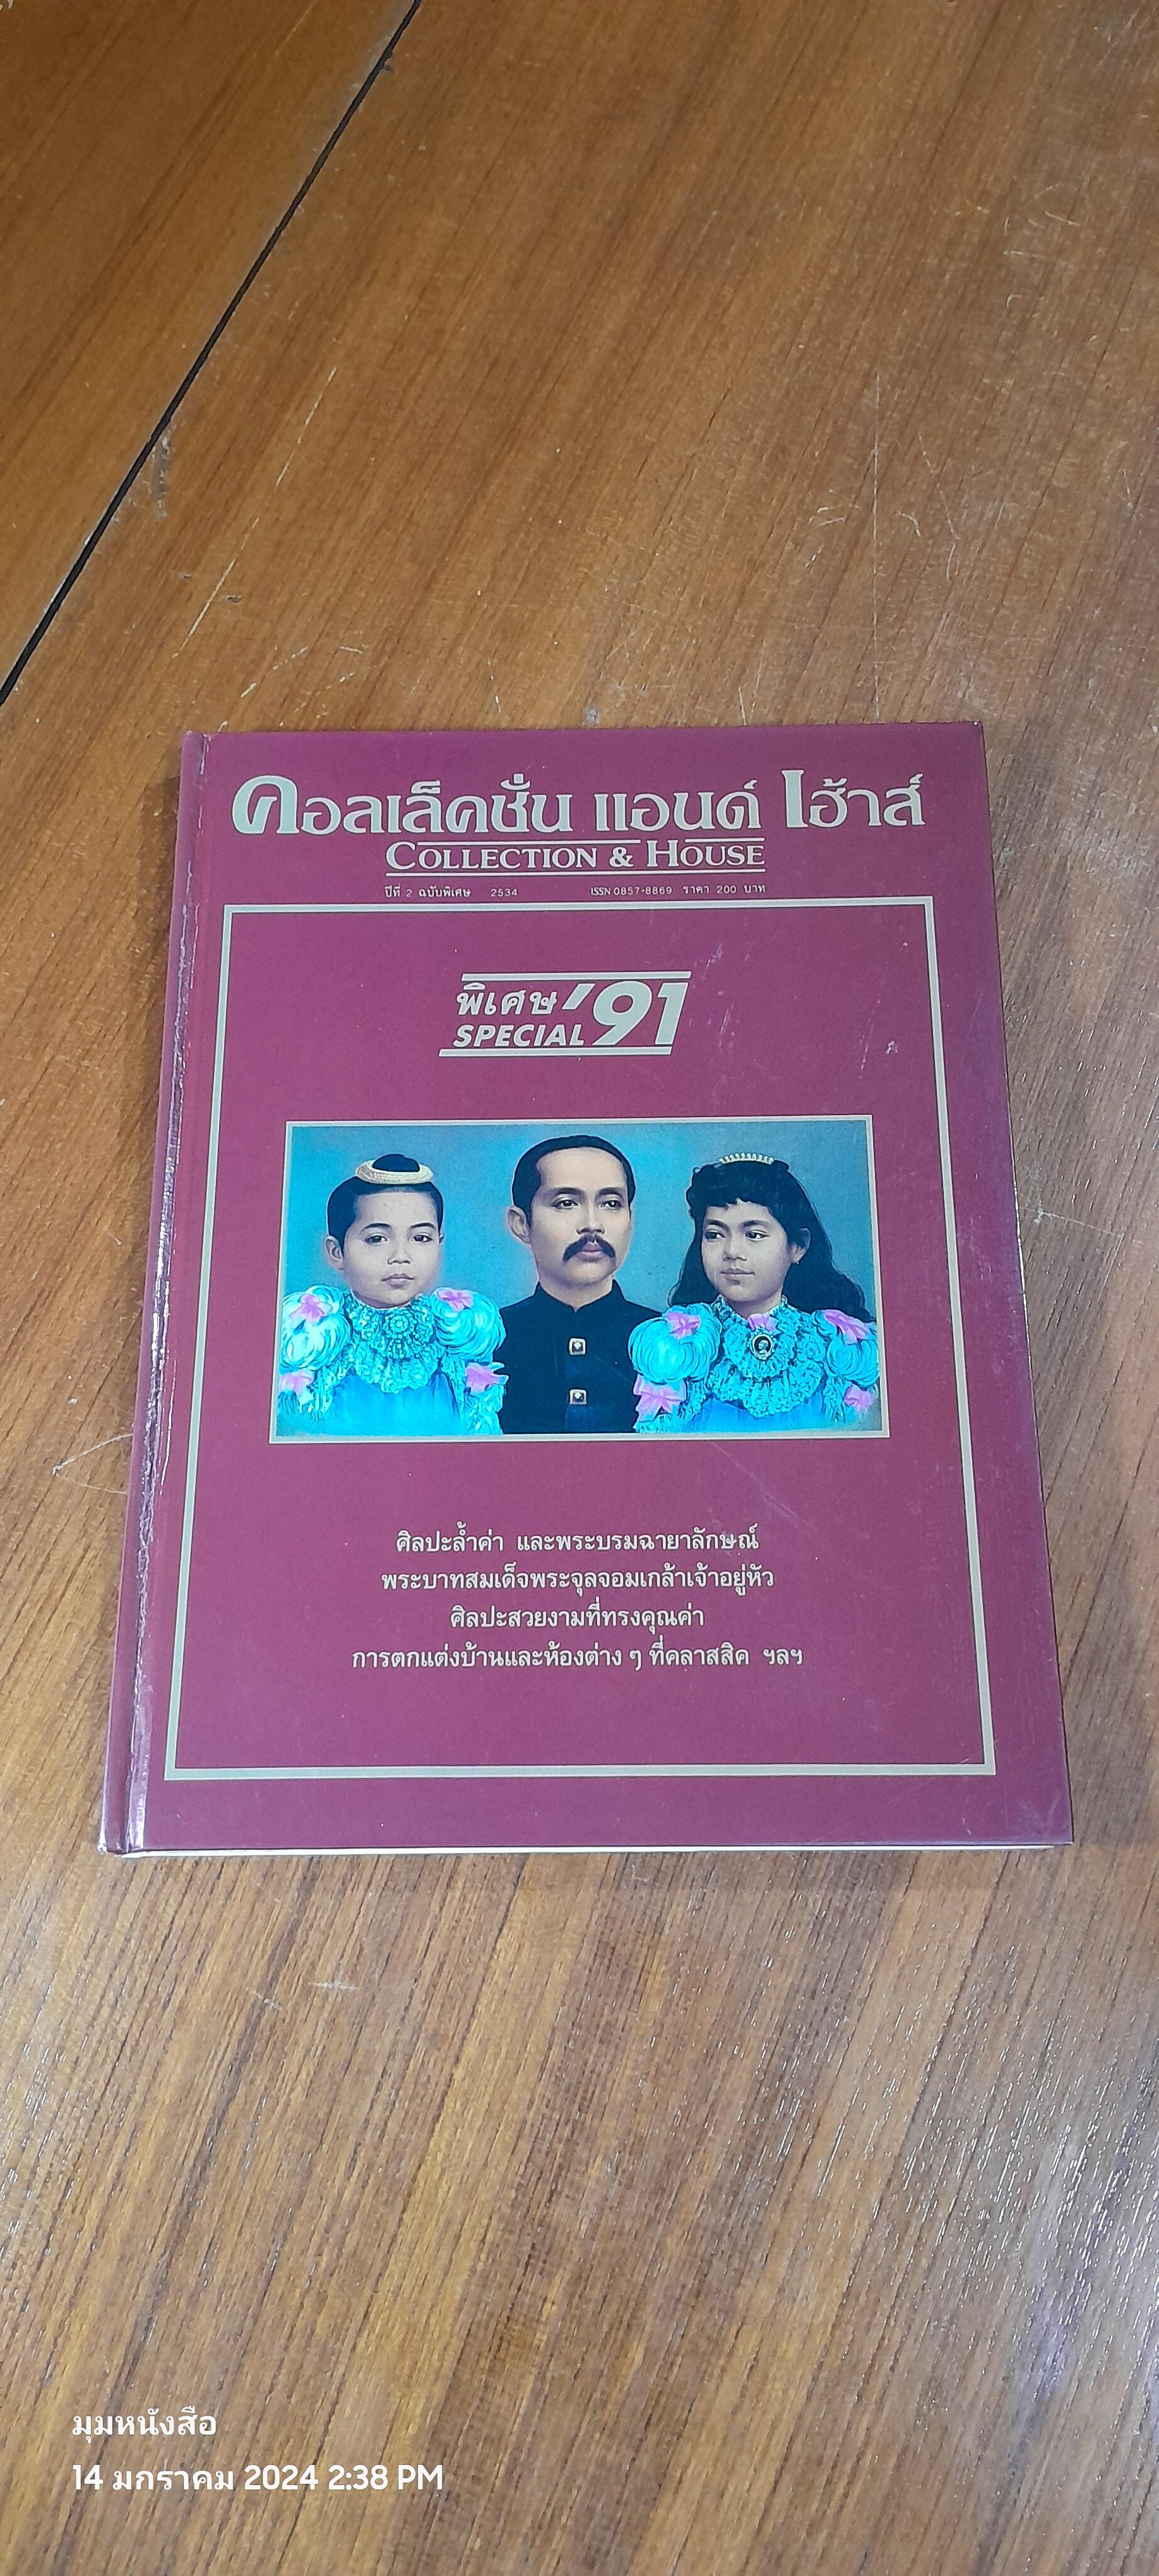 คอลเล็คชั่น แอนด์ เฮ้าส์
COLLECTION & HOUSE
ปีที่ 2 ฉบับพิเศษ 2534 ISSN 0857-8869 ราคา 200 บาท
พิเศษ '91
SPECIAL
ศิลปะล้ำค่า และพระบรมฉายาลักษณ์
พระบาทสมเด็จพระจุลจอมเกล้าเจ้าอยู่หัว
ศิลปะสวยงามที่ทรงคุณค่า
การตกแต่งบ้านและห้องต่าง ๆ ที่คลาสสิค ฯลฯ
มุมหนังสือ
14 มกราคม 2024 2:38 PM